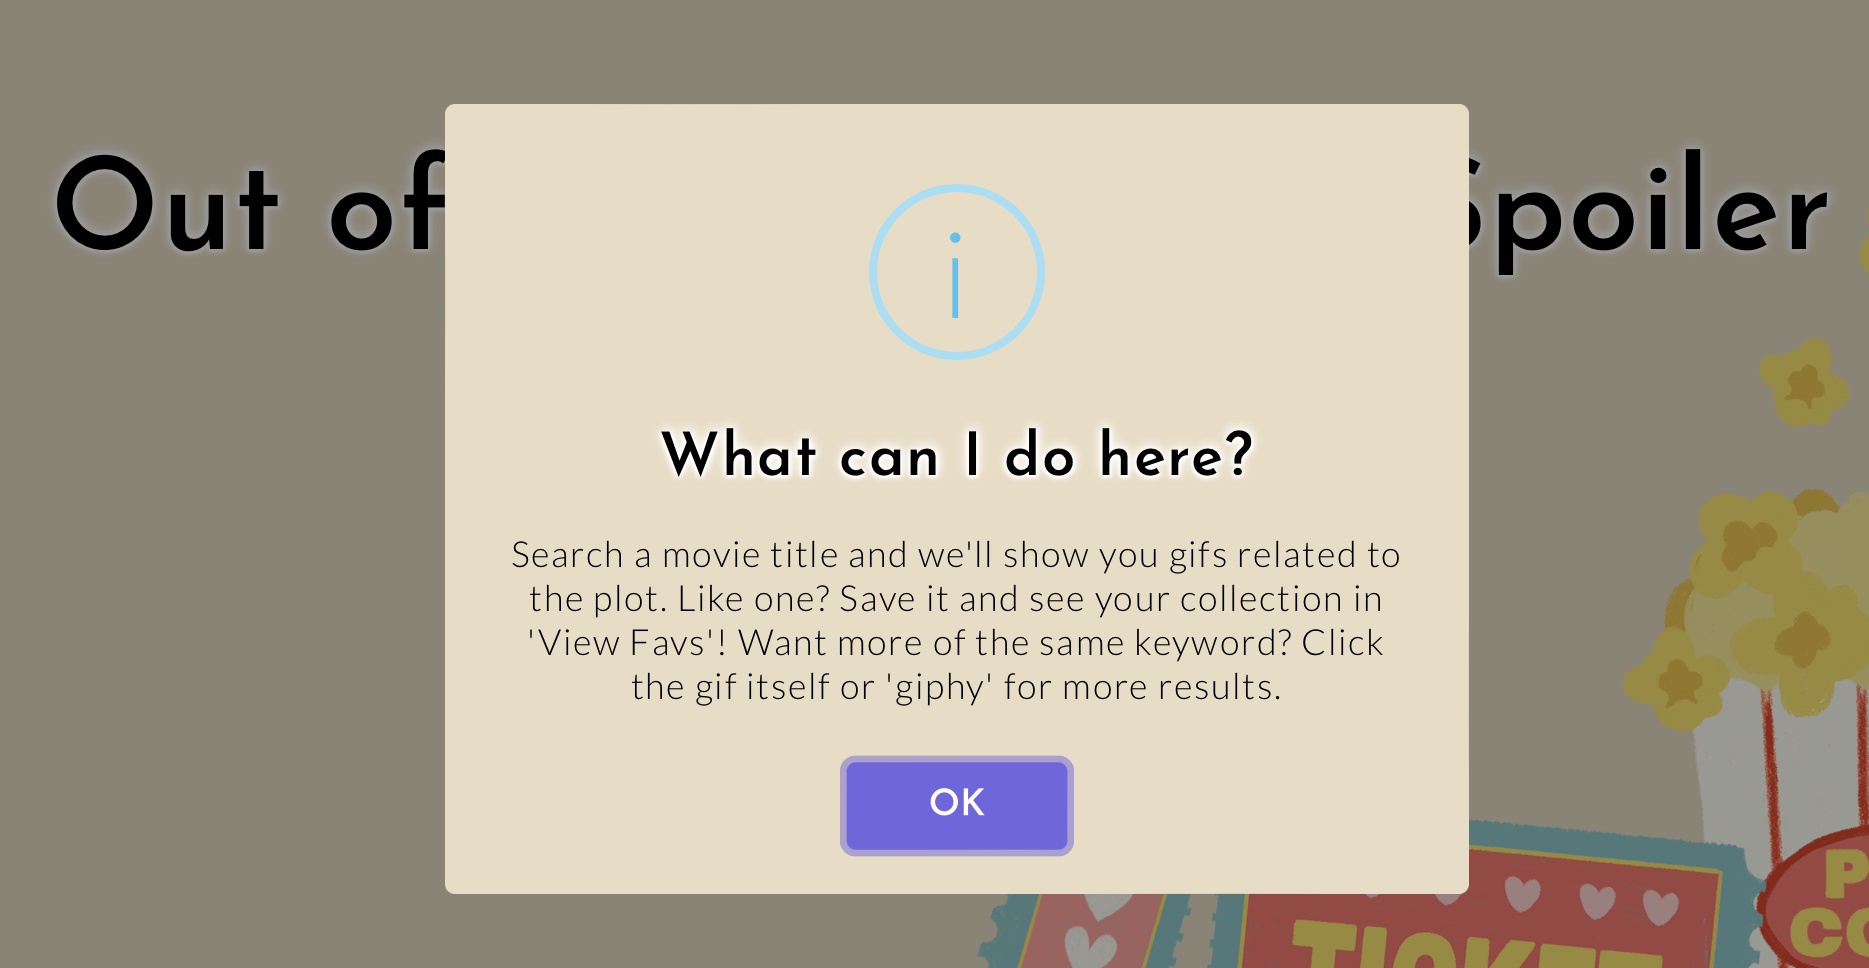 Out of
Spoiler
i
What can I do here?
Search a movie title and we'll show you gifs related to
the plot. Like one? Save it and see your collection in
'View Favs'! Want more of the same keyword? Click
the gif itself or 'giphy' for more results.
OK
TICKET